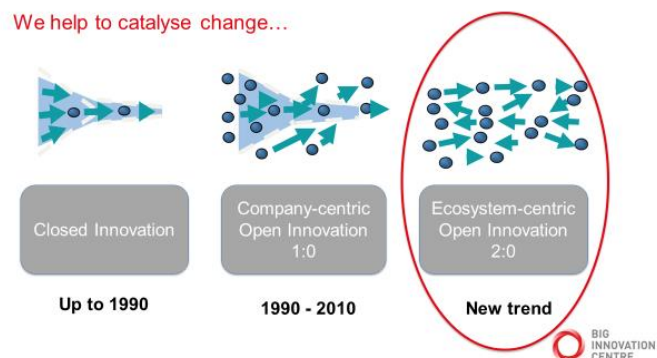 We help to catalyse change...
Closed Innovation
Company-centric
Open Innovation
1:0
Ecosystem-centric
Open Innovation
2:0
Up to 1990
1990 - 2010
New trend
BIG
INNOVATION
CENTRE